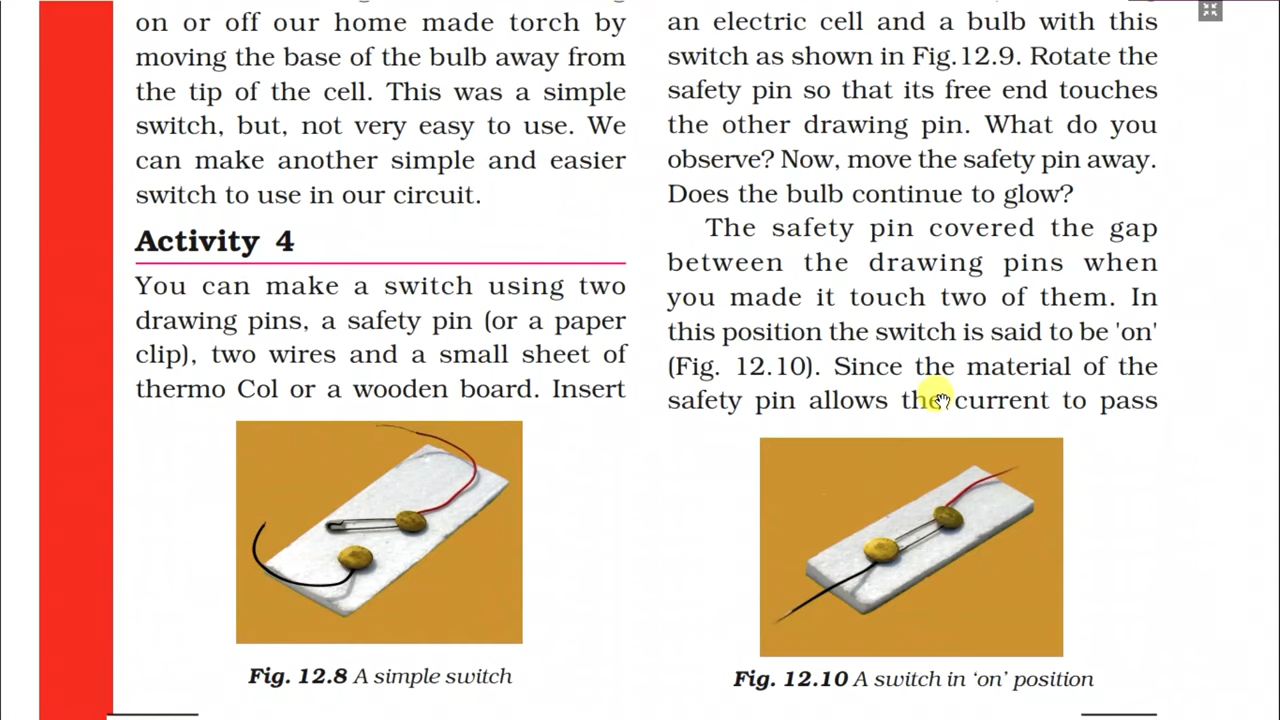 on or off our home made torch by
moving the base of the bulb away from
the tip of the cell. This was a simple
switch, but, not very easy to use. We
can make another simple and easier
switch to use in our circuit.
Activity 4
You can make a switch using two
drawing pins, a safety pin (or a paper
clip), two wires and a small sheet of
thermo Col or a wooden board. Insert
Fig. 12.8 A simple switch
an electric cell and a bulb with this
switch as shown in Fig.12.9. Rotate the
safety pin so that its free end touches
the other drawing pin. What do you
observe? Now, move the safety pin away.
Does the bulb continue to glow?
The safety pin covered the gap
between the drawing pins when
you made it touch two of them. In
this position the switch is said to be 'on'
(Fig. 12.10). Since the material of the
safety pin allows the current to pass
Fig. 12.10 A switch in ‘on’ position